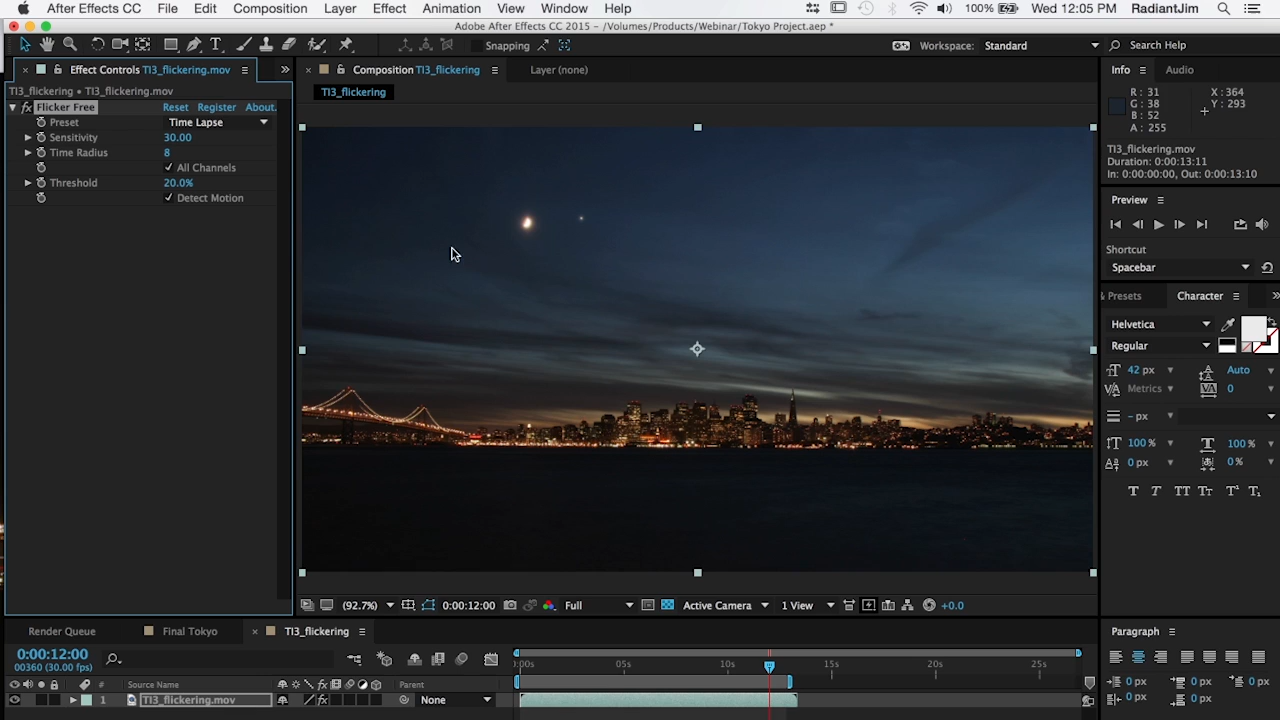 After Effects CC File Edit Composition Layer Effect Animation View Window Help 100% Wed 12:05 PM RadiantJim
Adobe After Effects CC 2015 - /Volumes/Products/Webinar/Tokyo Project.aep *
Snapping Workspace: Standard Search Help
Effect Controls TI3_flickering.mov
Composition TI3_flickering Layer (none)
Info Audio
TI3_flickering • TI3_flickering.mov
TI3_flickering
R : 31 X : 364
G : 38 Y : 293
B : 52
A : 255
fx Flicker Free Reset Register About.
Preset Time Lapse
Sensitivity 30.00
Time Radius 8
All Channels
Threshold 20.0%
Detect Motion
TI3_flickering.mov
Duration: 0:00:13:11
In: 0:00:00:00, Out: 0:00:13:10
Preview
Shortcut
Spacebar
Presets Character
Helvetica
Regular
42 px Auto
Metrics 0
- px
100 % 100 %
0 px 0 %
T T TT Tr T¹ T₁
(92.7%) 0:00:12:00 Full Active Camera 1 View +0.0
Render Queue Final Tokyo TI3_flickering
Paragraph
0:00:12:00
00360 (30.00 fps)
:00s 05s 10s 15s 20s 25s
# Source Name Parent
1 TI3_flickering.mov None
0 px 0 px 0 px
0 px 0 px